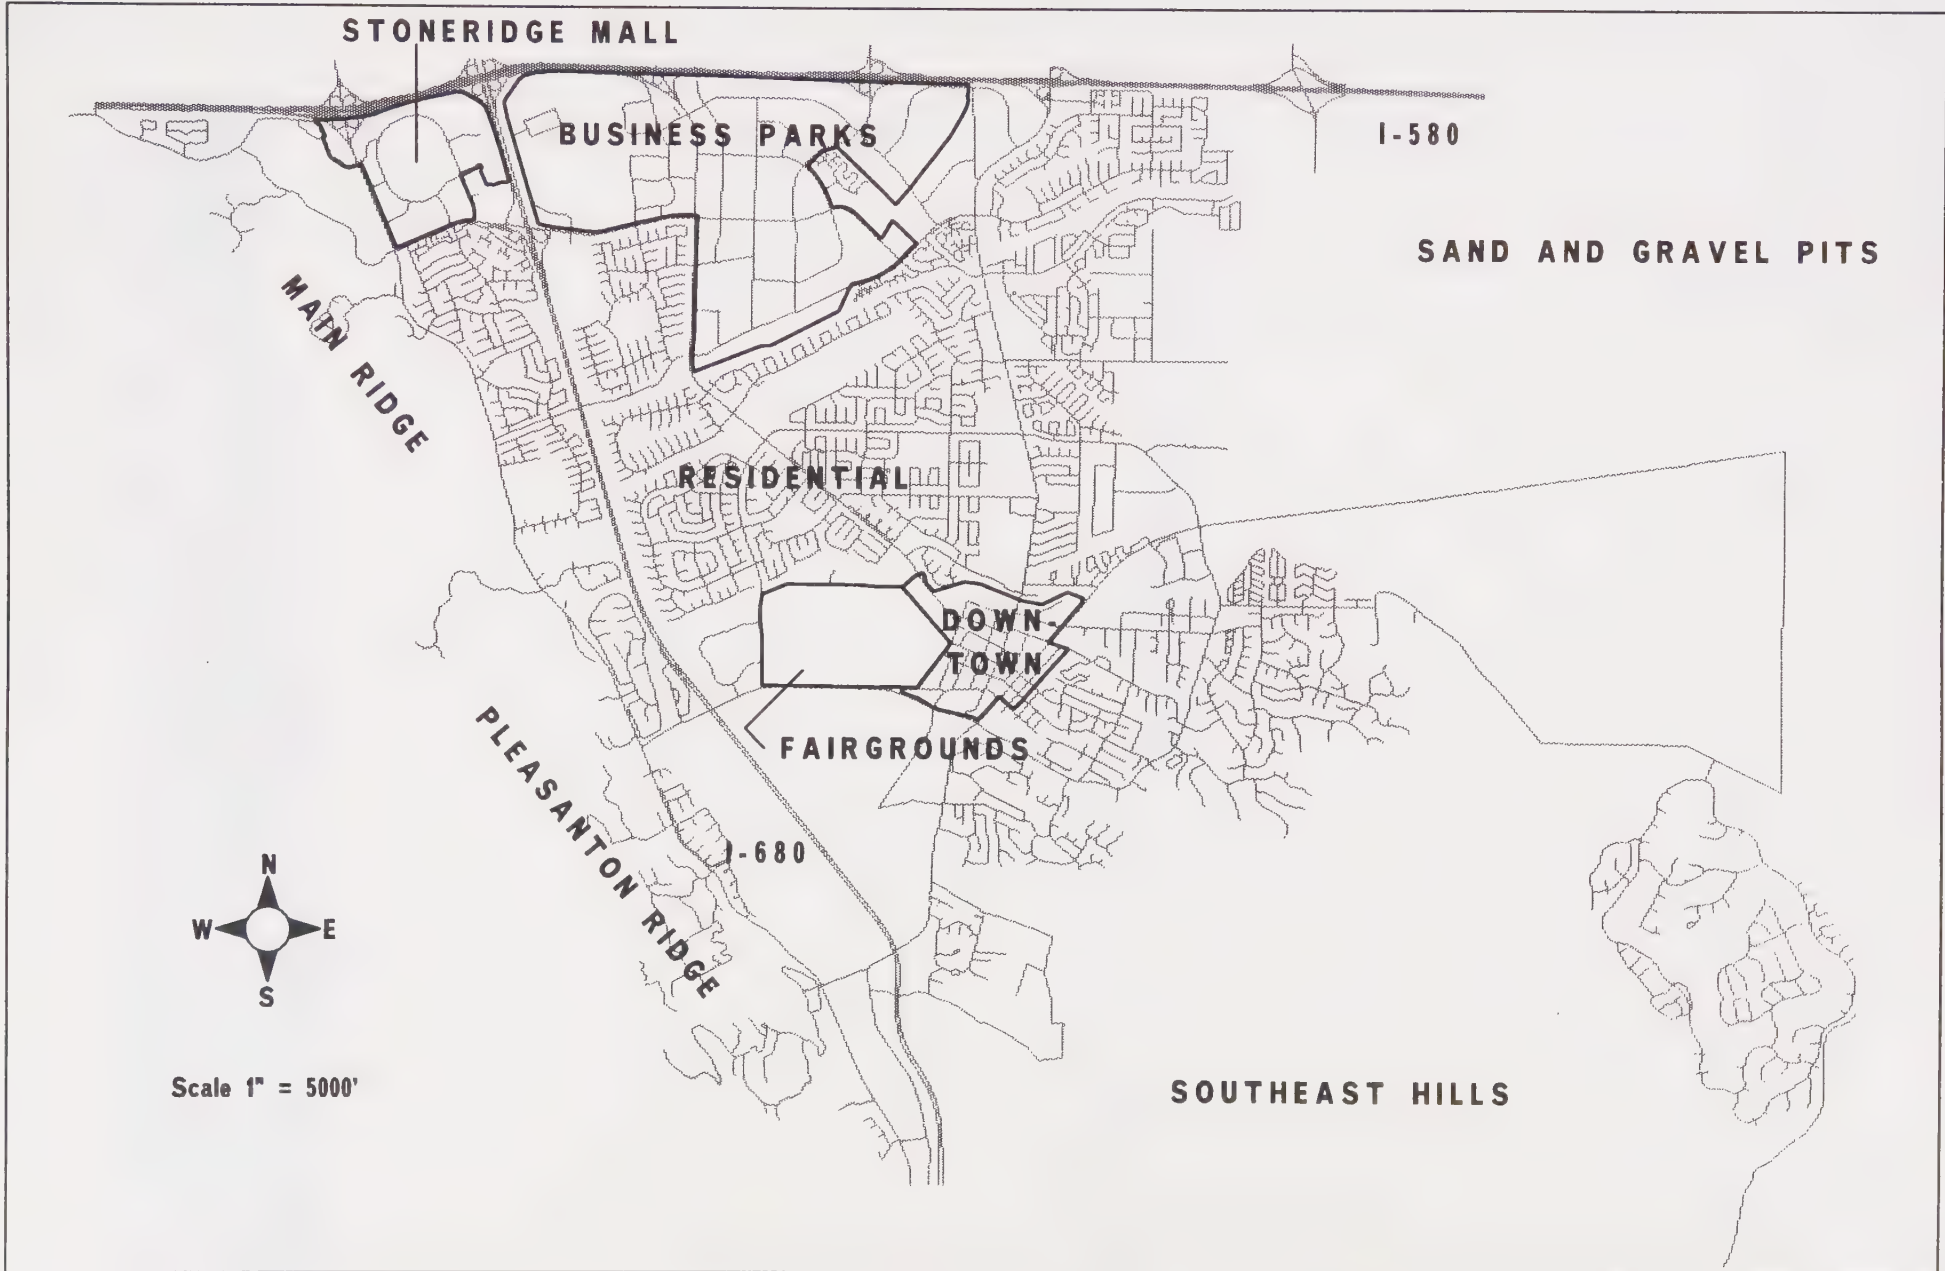 STONERIDGE MALL
BUSINESS PARKS
I-580
SAND AND GRAVEL PITS
MAIN RIDGE
RESIDENTIAL
DOWN-
TOWN
FAIRGROUNDS
PLEASANTON RIDGE
I-680
N
W E
S
Scale 1" = 5000'
SOUTHEAST HILLS